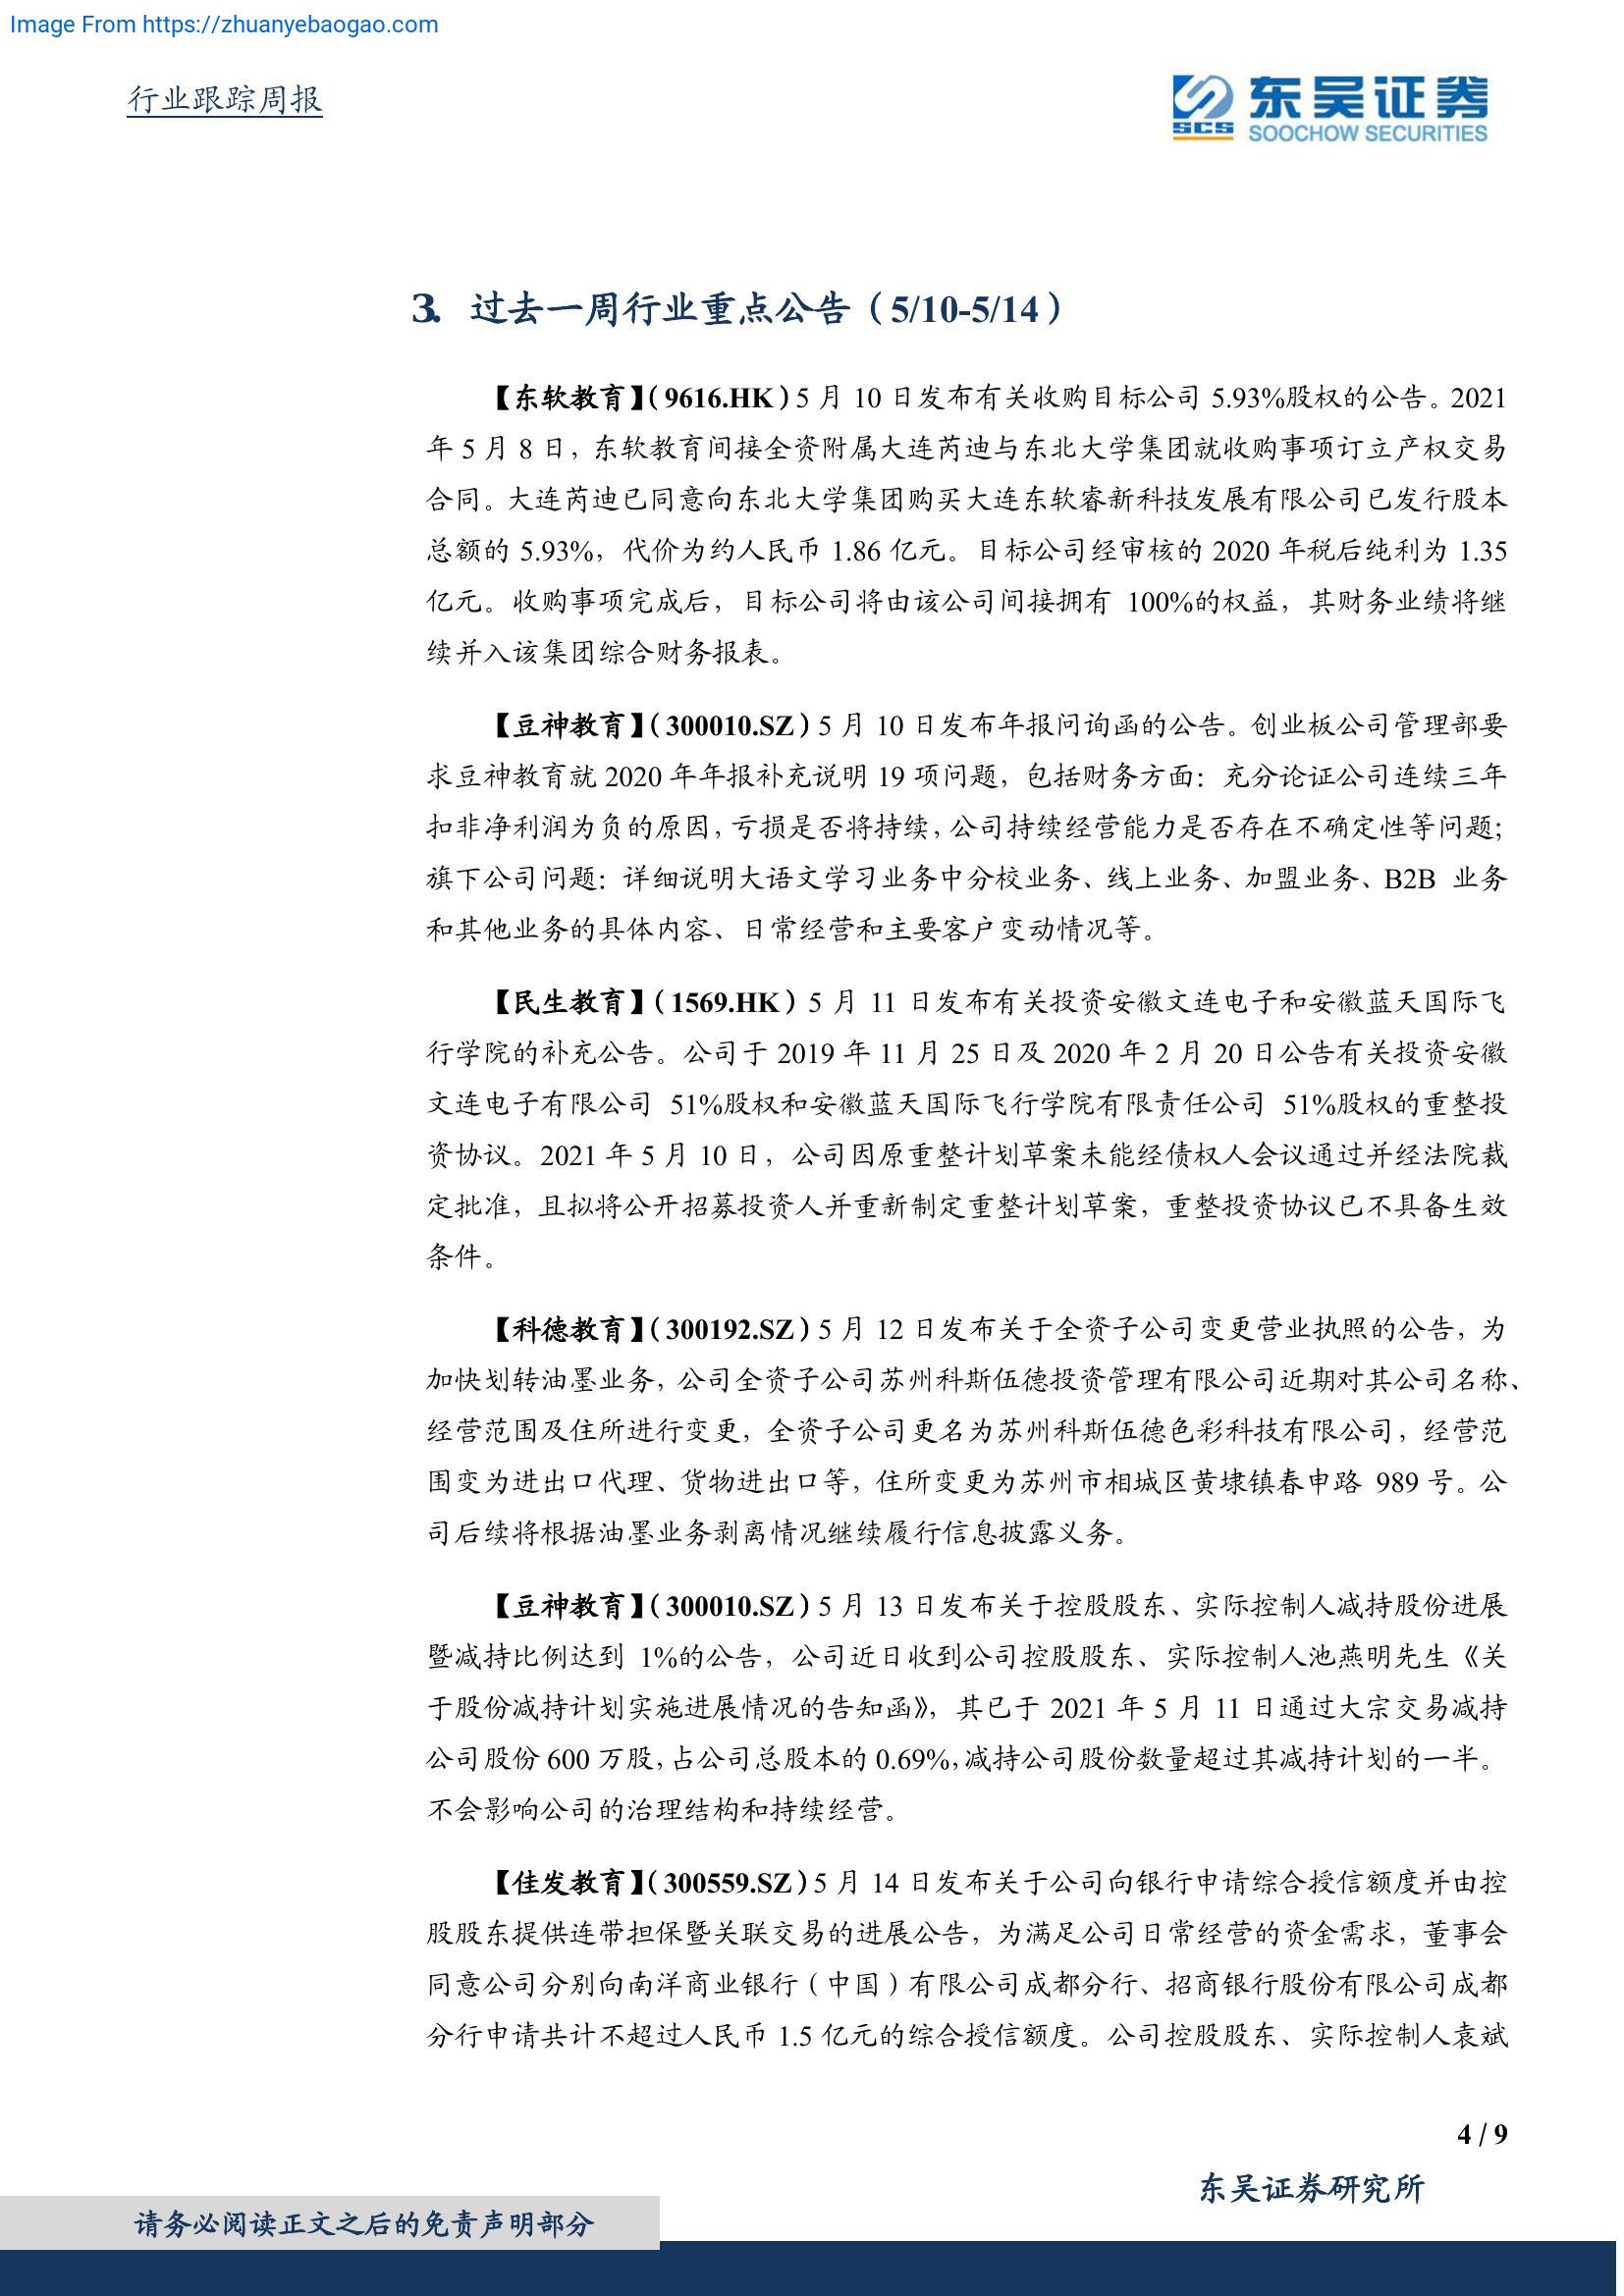 Image From https://zhuanyebaogao.com
行业跟踪周报
东吴证券
SCS
SOOCHOW SECURITIES
3. 过去一周行业重点公告（5/10-5/14）
【东软教育】（9616.HK）5 月 10 日发布有关收购目标公司 5.93%股权的公告。2021
年 5 月 8 日，东软教育间接全资附属大连芮迪与东北大学集团就收购事项订立产权交易
合同。大连芮迪已同意向东北大学集团购买大连东软睿新科技发展有限公司已发行股本
总额的 5.93%，代价为约人民币 1.86 亿元。目标公司经审核的 2020 年税后纯利为 1.35
亿元。收购事项完成后，目标公司将由该公司间接拥有 100%的权益，其财务业绩将继
续并入该集团综合财务报表。
【豆神教育】（300010.SZ）5 月 10 日发布年报问询函的公告。创业板公司管理部要
求豆神教育就 2020 年年报补充说明 19 项问题，包括财务方面：充分论证公司连续三年
扣非净利润为负的原因，亏损是否将持续，公司持续经营能力是否存在不确定性等问题；
旗下公司问题：详细说明大语文学习业务中分校业务、线上业务、加盟业务、B2B 业务
和其他业务的具体内容、日常经营和主要客户变动情况等。
【民生教育】（1569.HK）5 月 11 日发布有关投资安徽文连电子和安徽蓝天国际飞
行学院的补充公告。公司于 2019 年 11 月 25 日及 2020 年 2 月 20 日公告有关投资安徽
文连电子有限公司 51%股权和安徽蓝天国际飞行学院有限责任公司 51%股权的重整投
资协议。2021 年 5 月 10 日，公司因原重整计划草案未能经债权人会议通过并经法院裁
定批准，且拟将公开招募投资人并重新制定重整计划草案，重整投资协议已不具备生效
条件。
【科德教育】（300192.SZ）5 月 12 日发布关于全资子公司变更营业执照的公告，为
加快划转油墨业务，公司全资子公司苏州科斯伍德投资管理有限公司近期对其公司名称、
经营范围及住所进行变更，全资子公司更名为苏州科斯伍德色彩科技有限公司，经营范
围变为进出口代理、货物进出口等，住所变更为苏州市相城区黄埭镇春申路 989 号。公
司后续将根据油墨业务剥离情况继续履行信息披露义务。
【豆神教育】（300010.SZ）5 月 13 日发布关于控股股东、实际控制人减持股份进展
暨减持比例达到 1%的公告，公司近日收到公司控股股东、实际控制人池燕明先生《关
于股份减持计划实施进展情况的告知函》，其已于 2021 年 5 月 11 日通过大宗交易减持
公司股份 600 万股，占公司总股本的 0.69%，减持公司股份数量超过其减持计划的一半。
不会影响公司的治理结构和持续经营。
【佳发教育】（300559.SZ）5 月 14 日发布关于公司向银行申请综合授信额度并由控
股股东提供连带担保暨关联交易的进展公告，为满足公司日常经营的资金需求，董事会
同意公司分别向南洋商业银行（中国）有限公司成都分行、招商银行股份有限公司成都
分行申请共计不超过人民币 1.5 亿元的综合授信额度。公司控股股东、实际控制人袁斌
4 / 9
东吴证券研究所
请务必阅读正文之后的免责声明部分